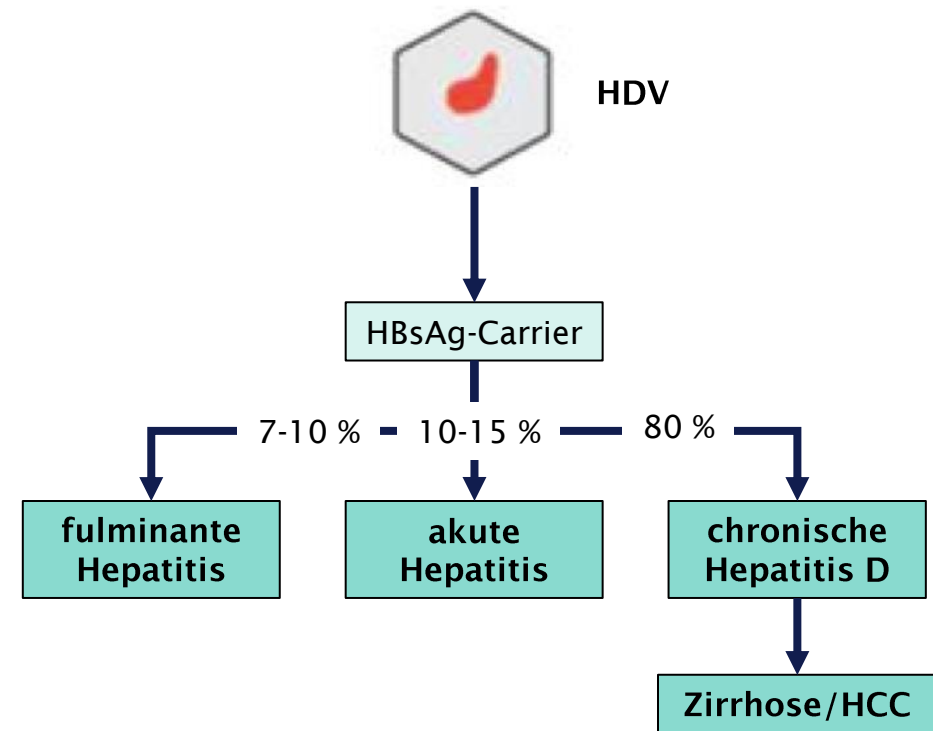 HDV
HBsAg-Carrier
7-10 %
10-15 %
80 %
fulminante
Hepatitis
akute
Hepatitis
chronische
Hepatitis D
Zirrhose/HCC